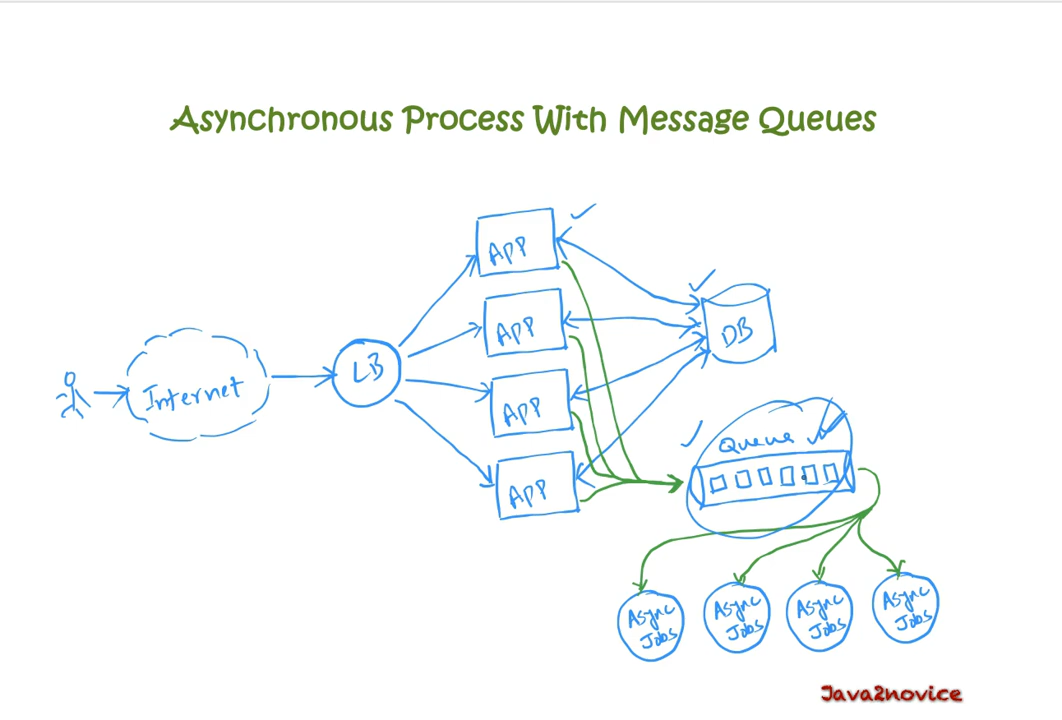 Asynchronous Process With Message Queues
APP
APP
APP
APP
Internet
LB
DB
Queue
Async
Jobs
Async
Jobs
Async
Jobs
Async
Jobs
Java2novice